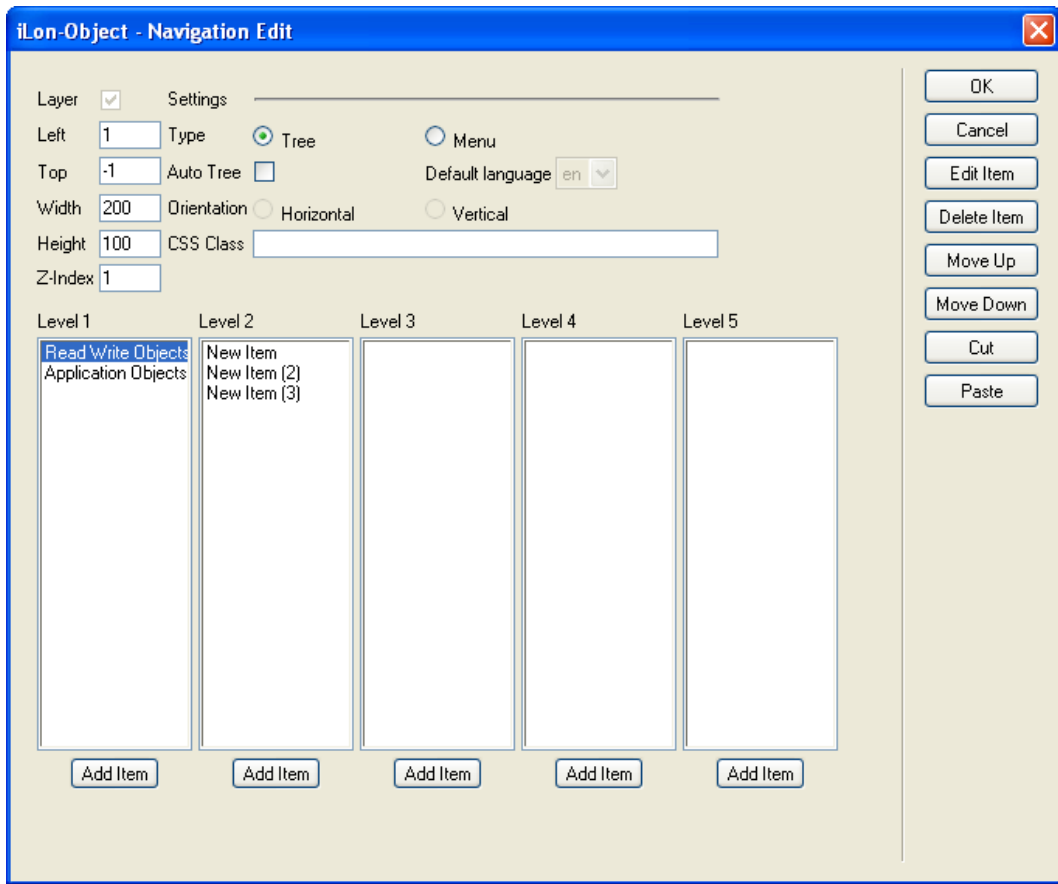 iLon-Object - Navigation Edit
Layer Settings
Left 1 Type Tree Menu
Top -1 Auto Tree Default language en
Width 200 Orientation Horizontal Vertical
Height 100 CSS Class
Z-Index 1
Level 1 Level 2 Level 3 Level 4 Level 5
Read Write Objects New Item
Application Objects New Item (2)
New Item (3)
Add Item Add Item Add Item Add Item Add Item
OK
Cancel
Edit Item
Delete Item
Move Up
Move Down
Cut
Paste